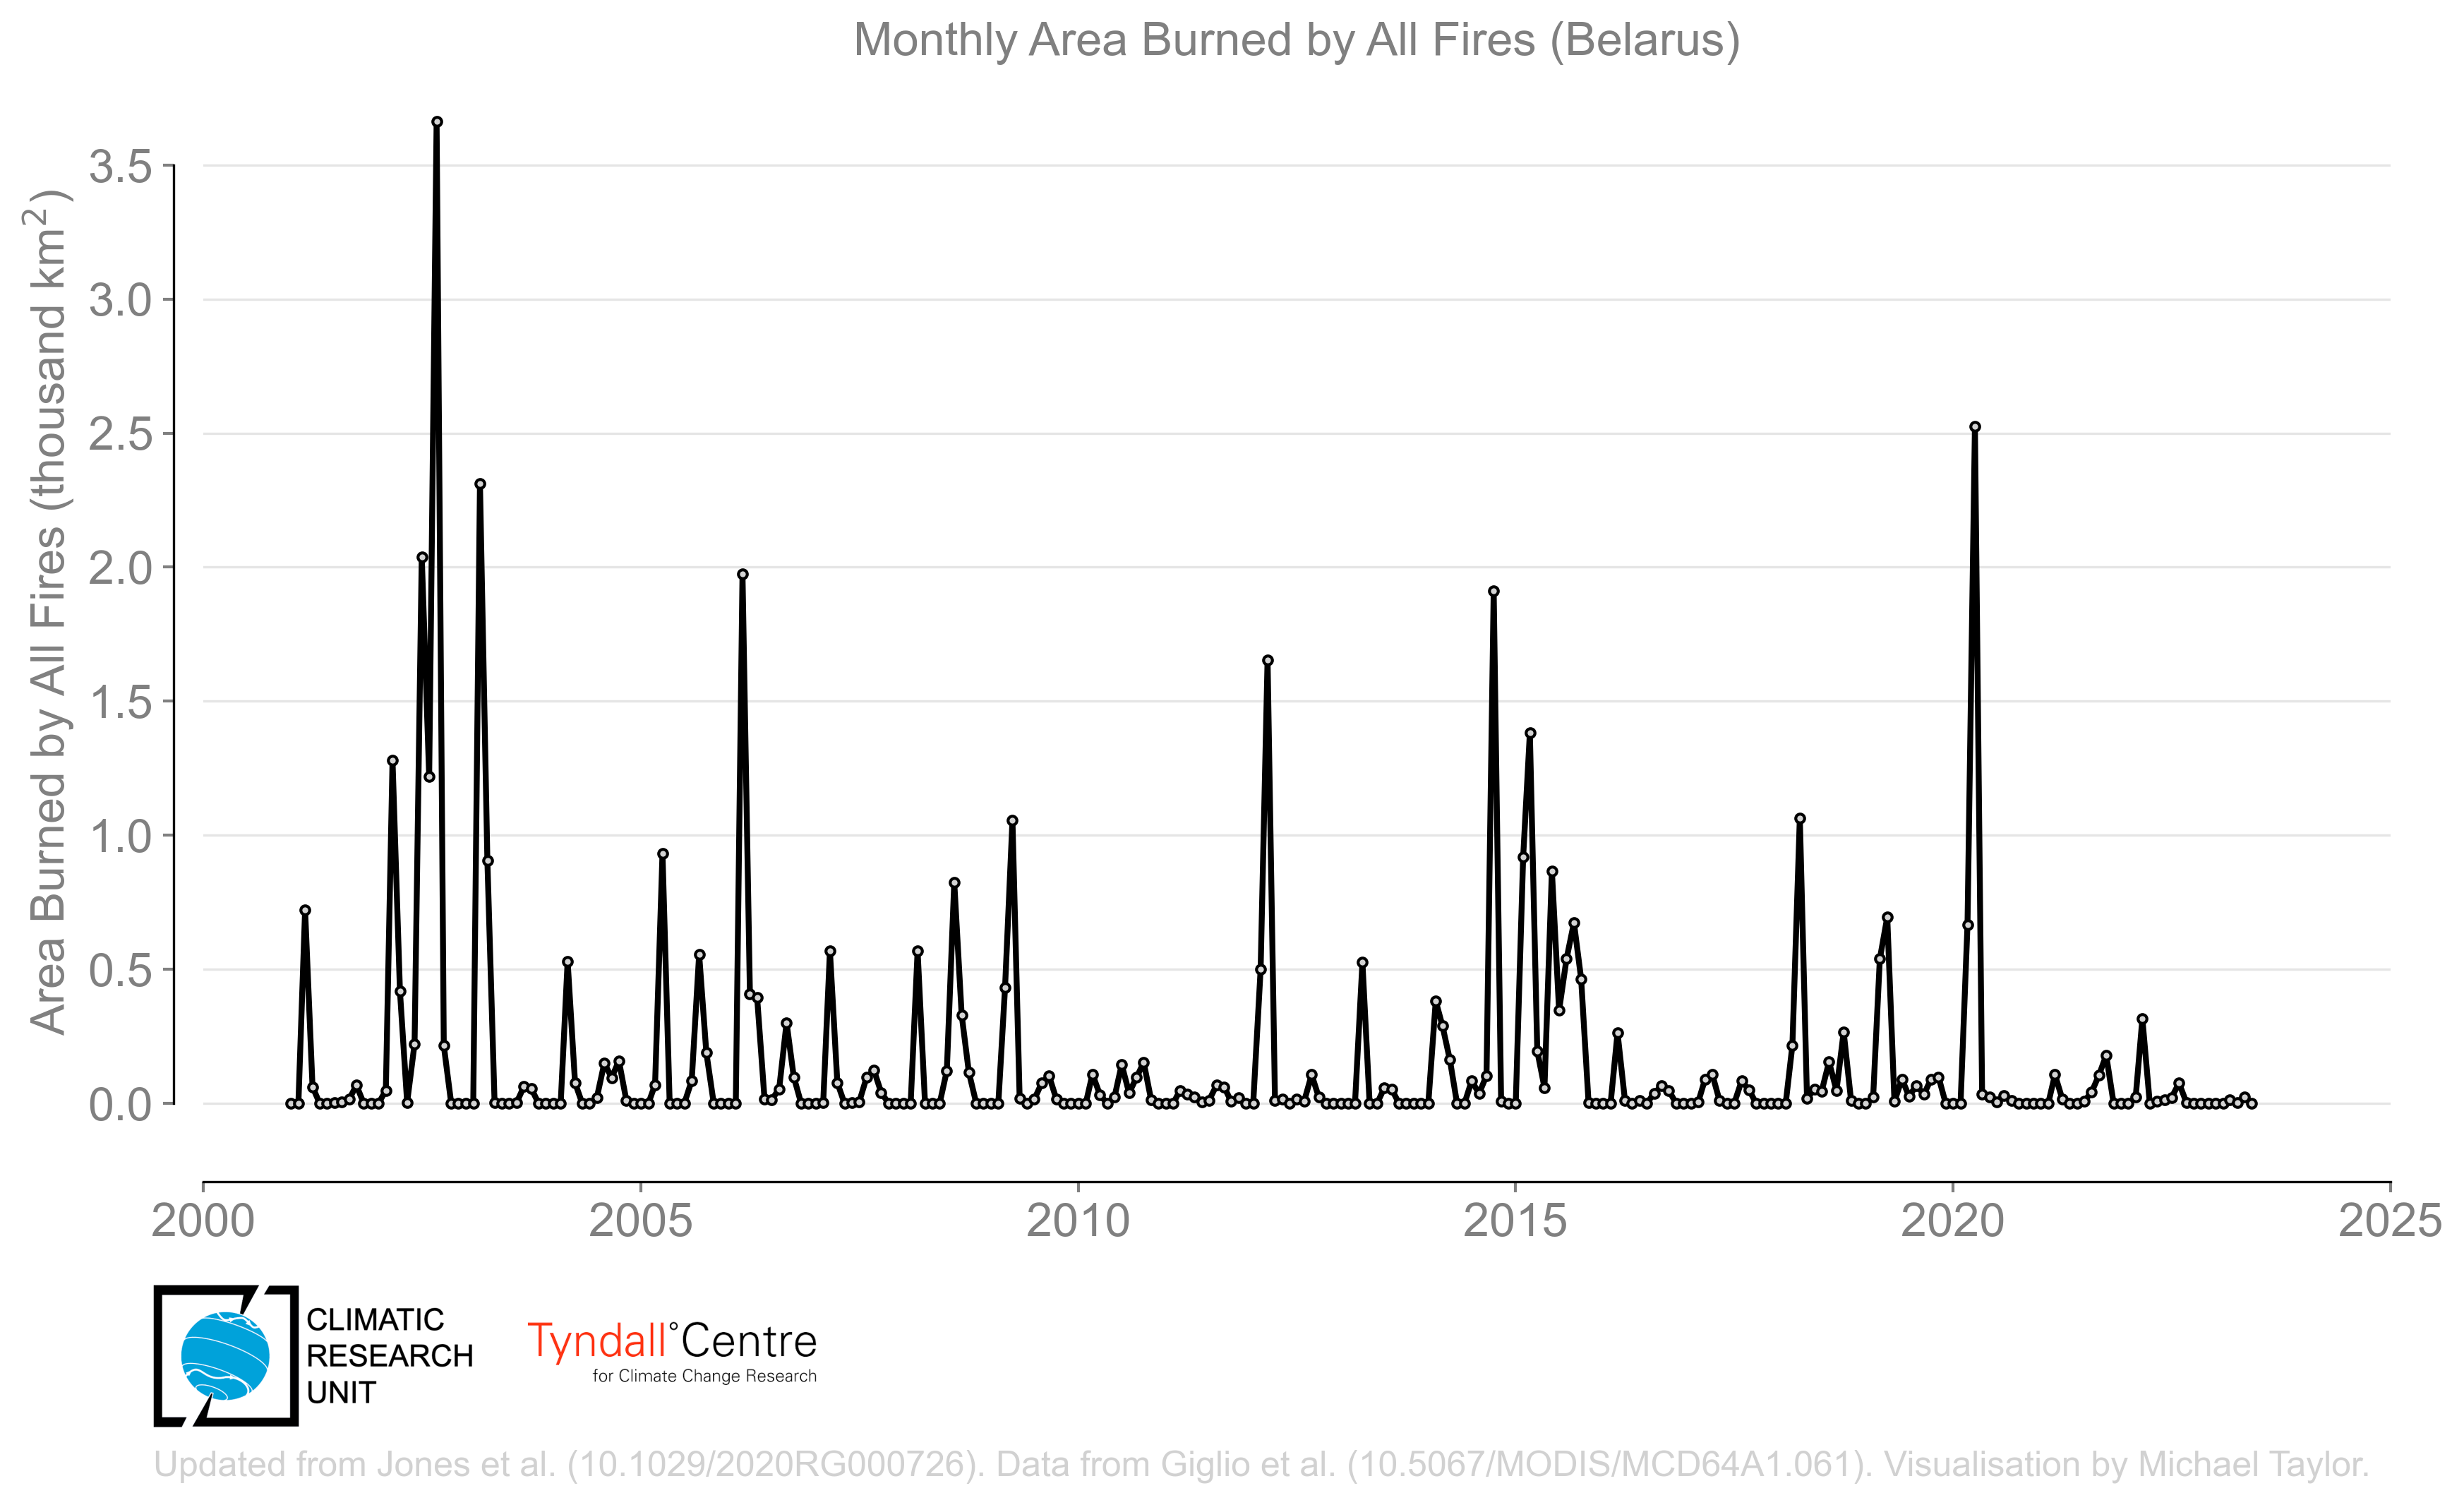 Monthly Area Burned by All Fires (Belarus)
Area Burned by All Fires (thousand km²)
3.5
3.0
2.5
2.0
1.5
1.0
0.5
0.0
2000 2005 2010 2015 2020 2025
CLIMATIC
RESEARCH
UNIT
Tyndall°Centre
for Climate Change Research
Updated from Jones et al. (10.1029/2020RG000726). Data from Giglio et al. (10.5067/MODIS/MCD64A1.061). Visualisation by Michael Taylor.